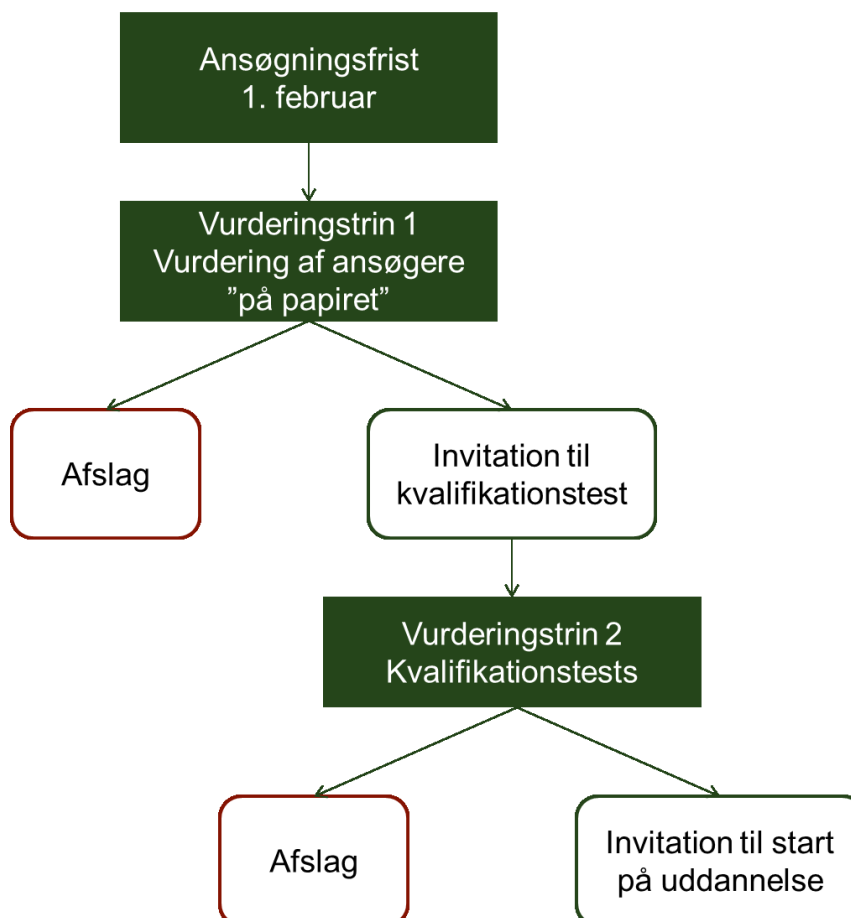 Ansøgningsfrist
1. februar
Vurderingstrin 1
Vurdering af ansøgere
”på papiret”
Afslag
Invitation til
kvalifikationstest
Vurderingstrin 2
Kvalifikationstests
Afslag
Invitation til start
på uddannelse